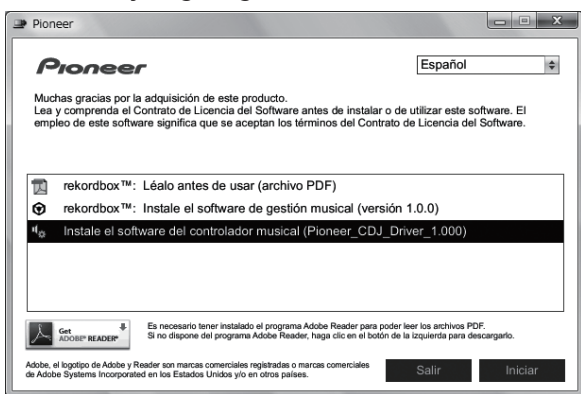 Pioneer
Pioneer
Español
Muchas gracias por la adquisición de este producto.
Lea y comprenda el Contrato de Licencia del Software antes de instalar o de utilizar este software. El
empleo de este software significa que se aceptan los términos del Contrato de Licencia del Software.
rekordbox™: Léalo antes de usar (archivo PDF)
rekordbox™: Instale el software de gestión musical (versión 1.0.0)
Instale el software del controlador musical (Pioneer_CDJ_Driver_1.000)
Get
ADOBE® READER®
Es necesario tener instalado el programa Adobe Reader para poder leer los archivos PDF.
Si no dispone del programa Adobe Reader, haga clic en el botón de la izquierda para descargarlo.
Adobe, el logotipo de Adobe y Reader son marcas comerciales registradas o marcas comerciales
de Adobe Systems Incorporated en los Estados Unidos y/o en otros países.
Salir
Iniciar